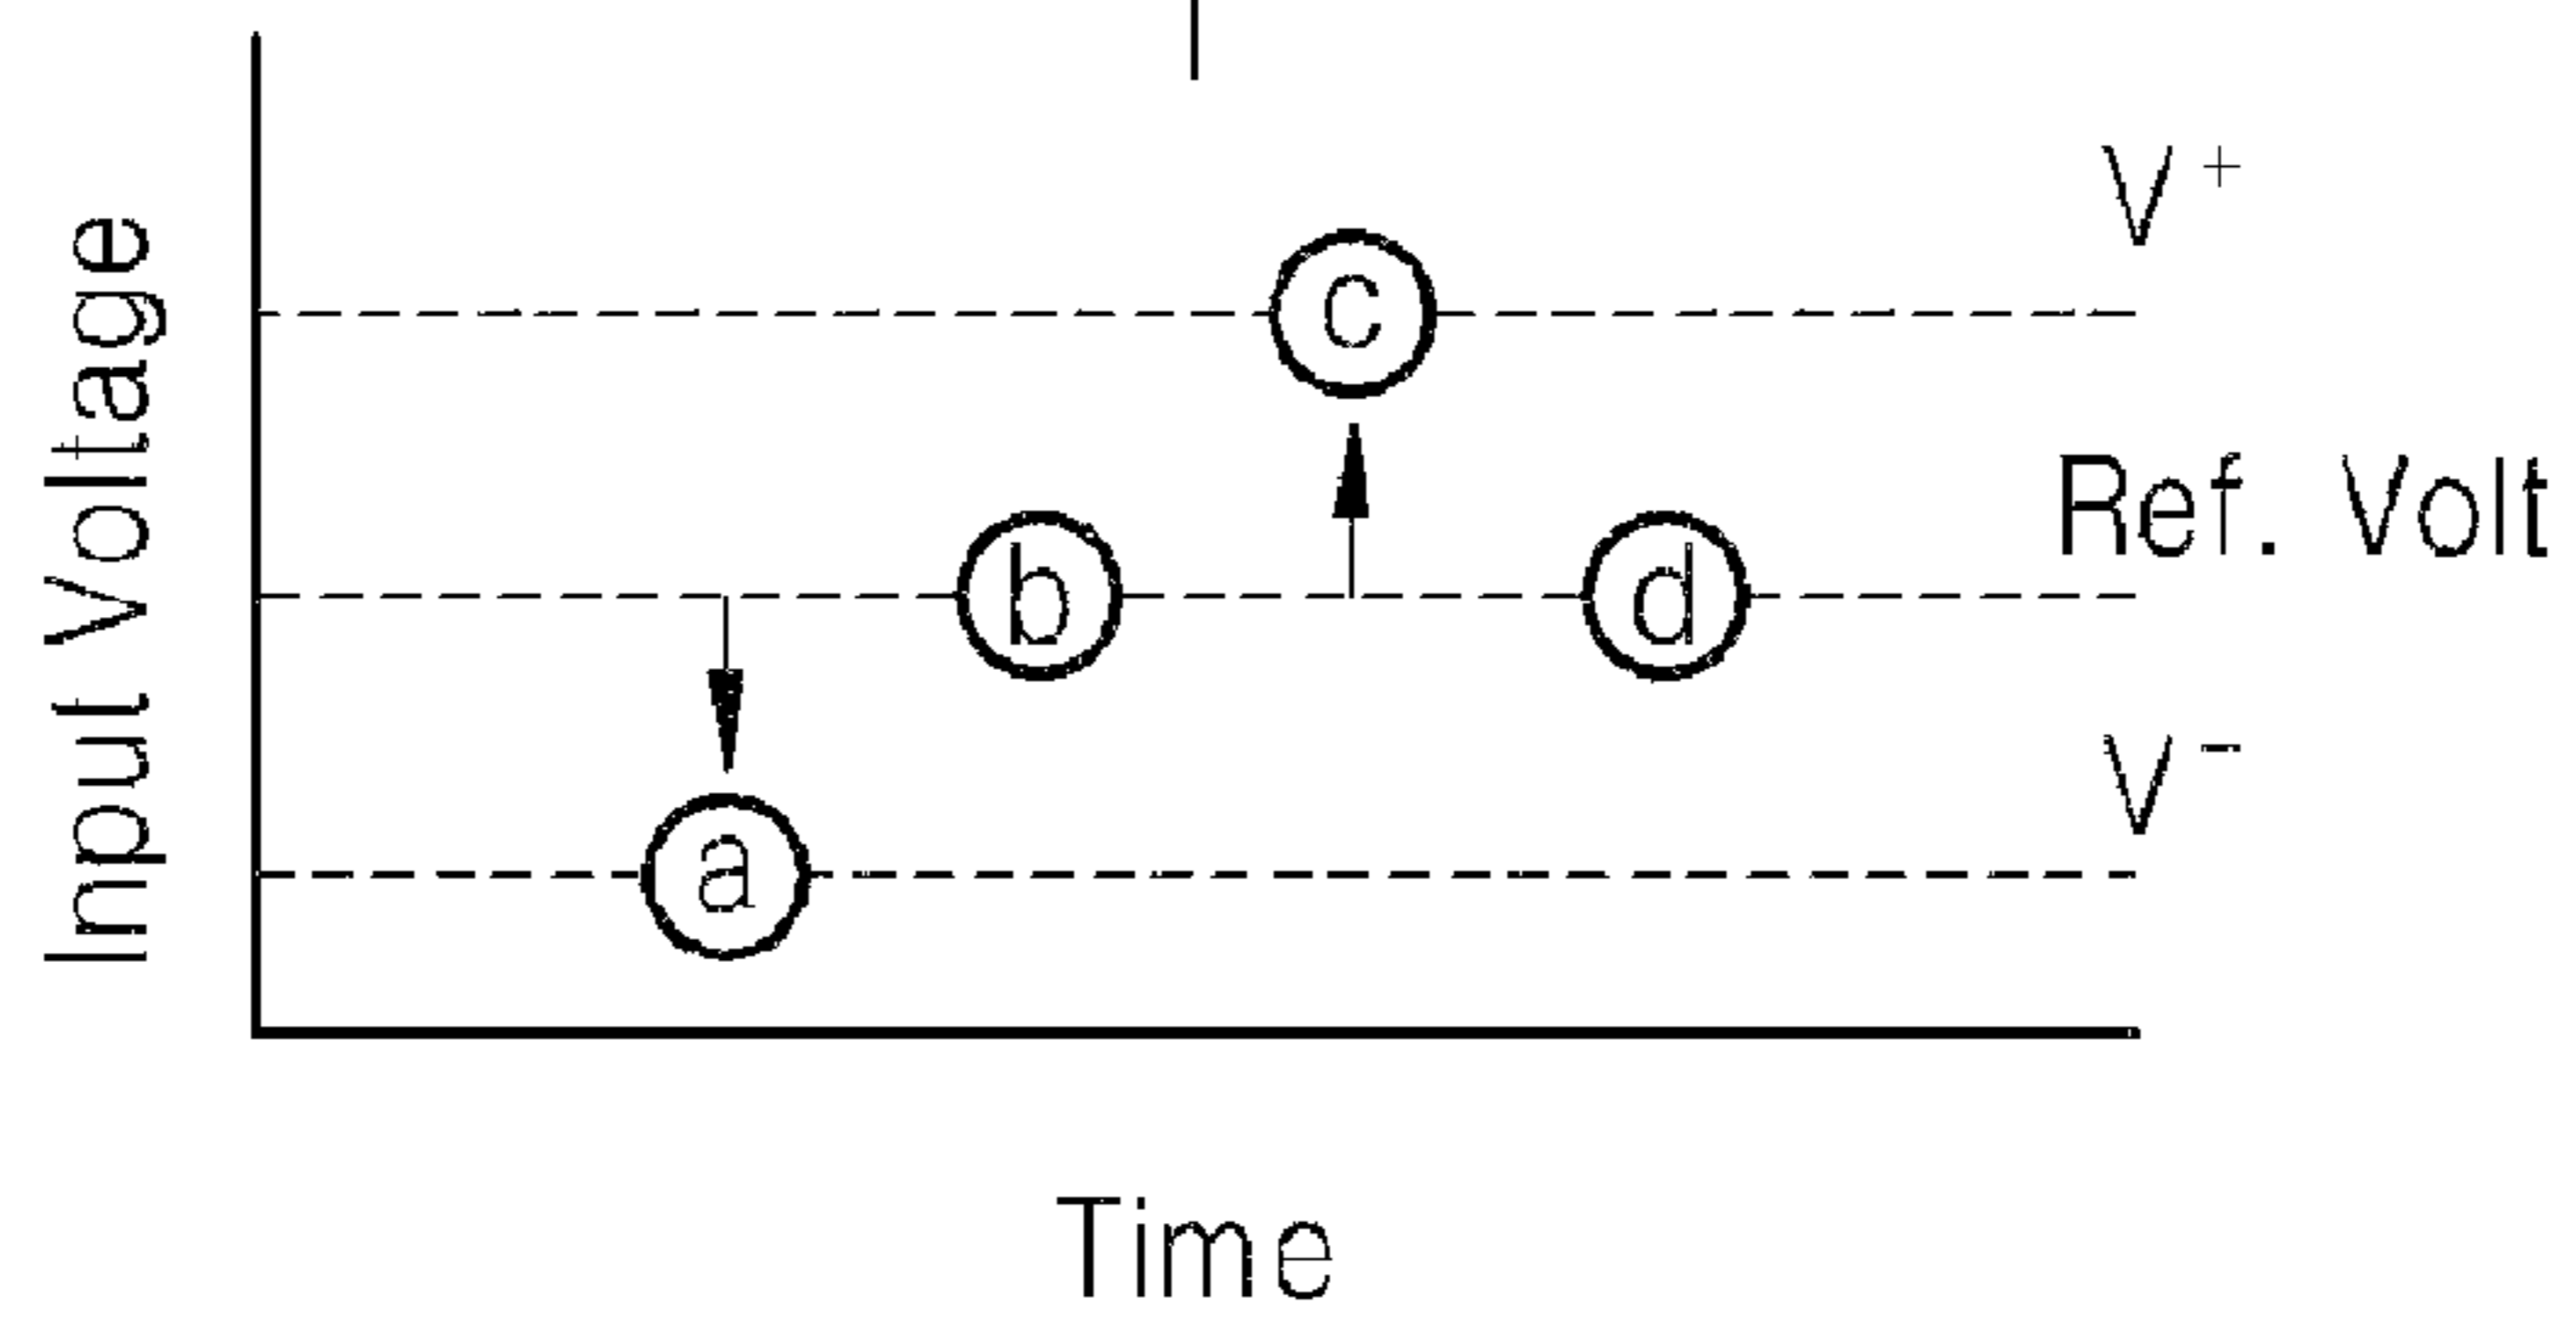 V+
c
Ref. Volt
b
d
V-
a
Input Voltage
Time